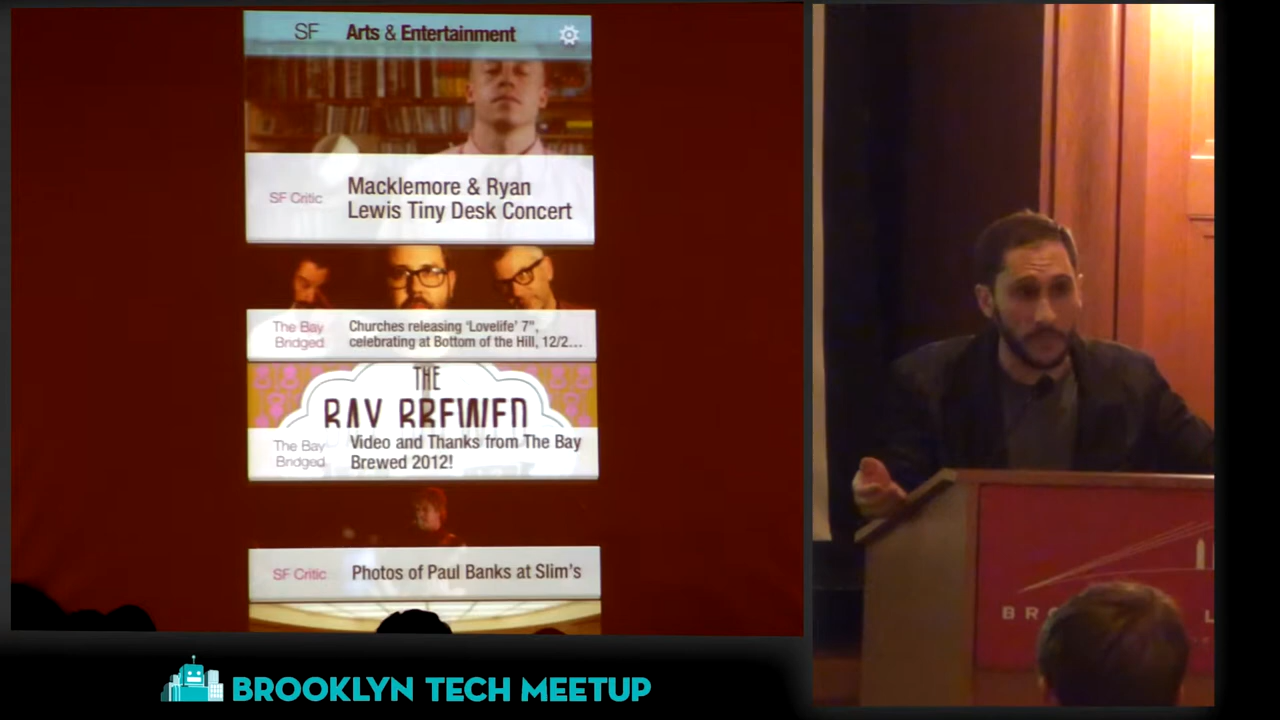 SF Arts & Entertainment
SF Critic
Macklemore & Ryan
Lewis Tiny Desk Concert
The Bay
Bridged
Churches releasing 'Lovelife' 7",
celebrating at Bottom of the Hill, 12/2...
THE
BAY BREWED
The Bay
Bridged
Video and Thanks from The Bay
Brewed 2012!
SF Critic
Photos of Paul Banks at Slim's
BROOKLYN TECH MEETUP